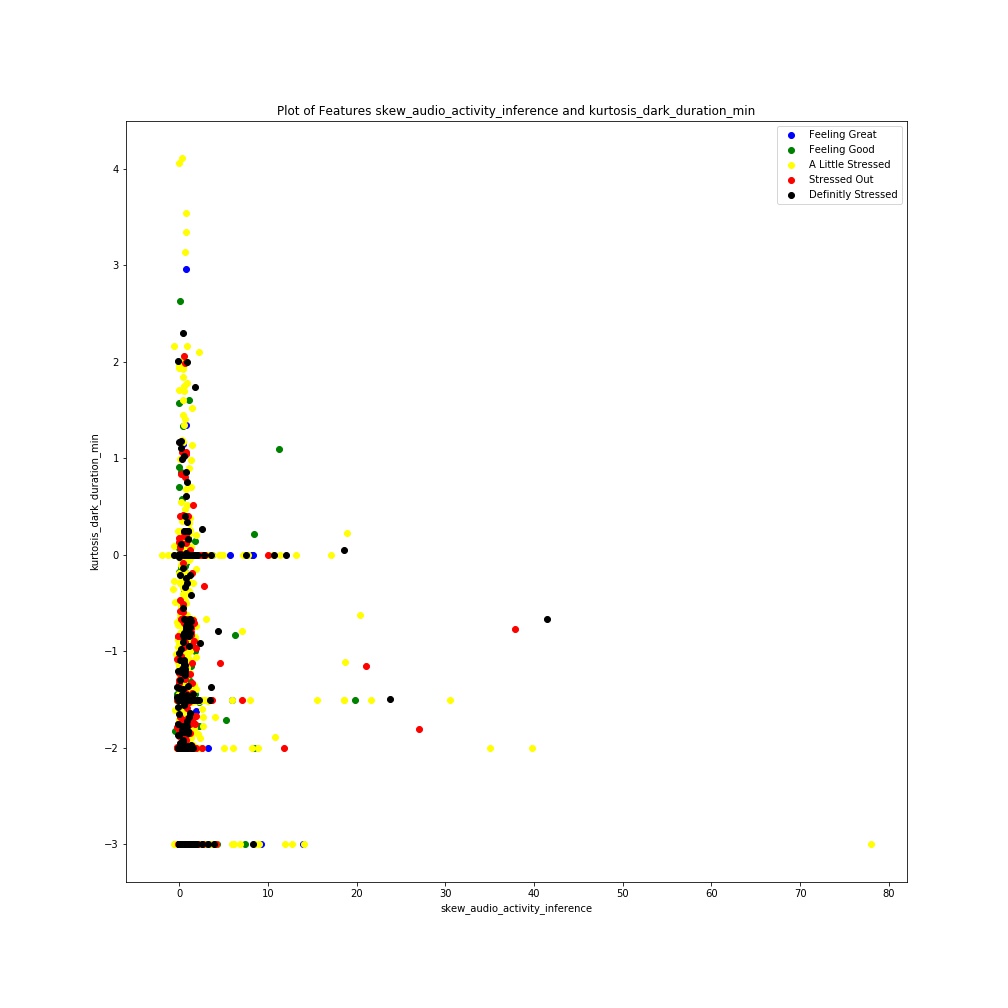 Plot of Features skew_audio_activity_inference and kurtosis_dark_duration_min
Feeling Great
Feeling Good
A Little Stressed
Stressed Out
Definitly Stressed
4
3
2
1
0
−1
−2
−3
kurtosis_dark_duration_min
0 10 20 30 40 50 60 70 80
skew_audio_activity_inference